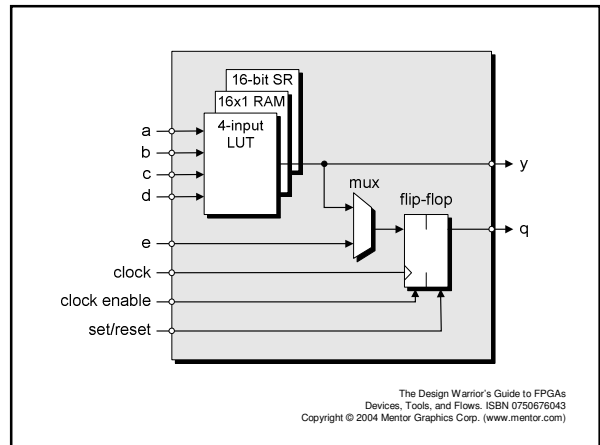 16-bit SR
16x1 RAM
4-input
LUT
a
b
c
d
e
clock
clock enable
set/reset
mux
flip-flop
y
q
The Design Warrior's Guide to FPGAs
Devices, Tools, and Flows. ISBN 0750676043
Copyright © 2004 Mentor Graphics Corp. (www.mentor.com)